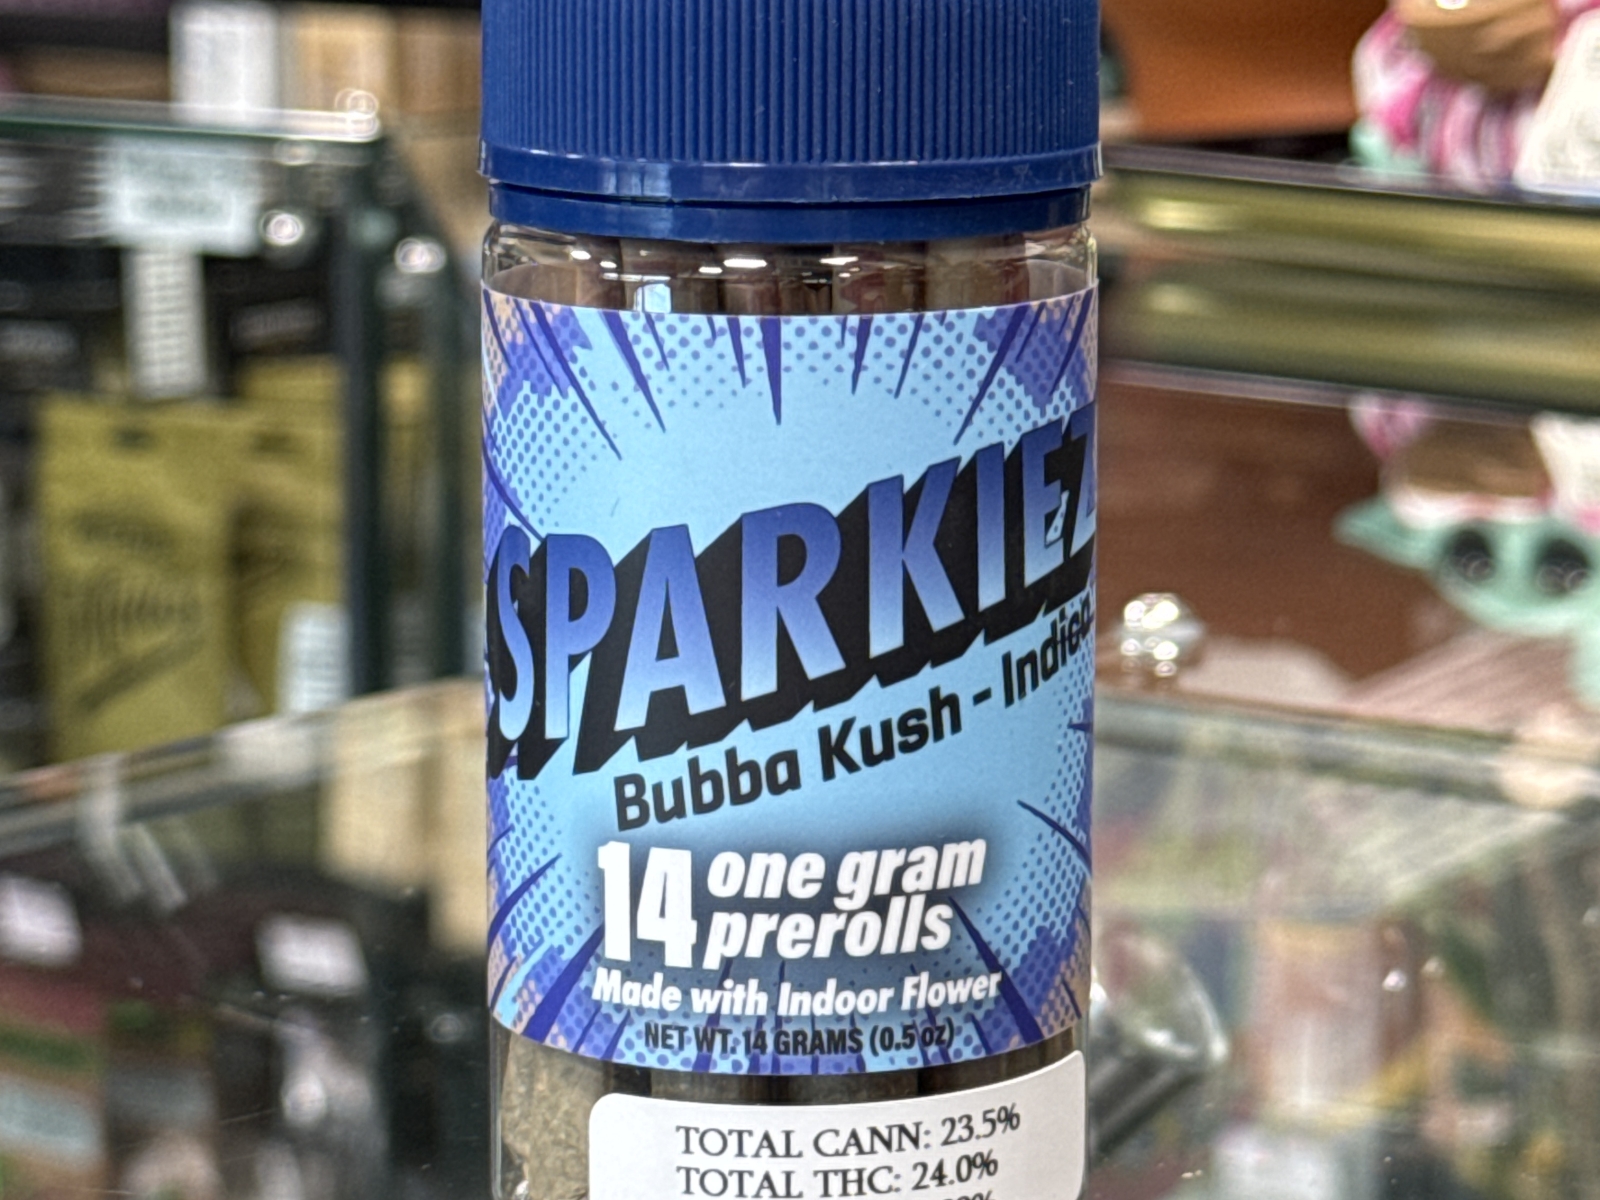 SPARKIEZ
Bubba Kush - Indica
14 one gram
prerolls
Made with Indoor Flower
NET WT. 14 GRAMS (0.5 oz)
TOTAL CANN: 23.5%
TOTAL THC: 24.0%